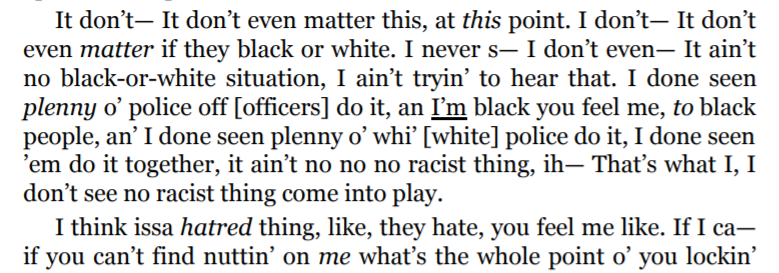 It don't— It don't even matter this, at this point. I don't— It don't
even matter if they black or white. I never s— I don't even— It ain't
no black-or-white situation, I ain't tryin' to hear that. I done seen
plenny o' police off [officers] do it, an I'm black you feel me, to black
people, an' I done seen plenny o' whi' [white] police do it, I done seen
'em do it together, it ain't no no no racist thing, ih— That's what I, I
don't see no racist thing come into play.
I think issa hatred thing, like, they hate, you feel me like. If I ca—
if you can't find nuttin' on me what's the whole point o' you lockin'